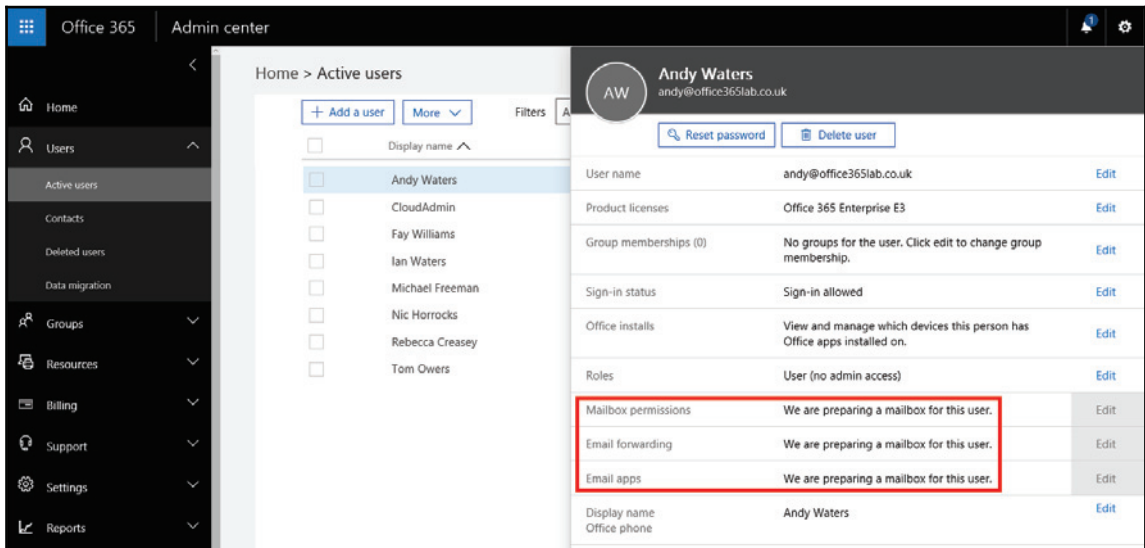 Office 365
Admin center
1
Home
Users
Active users
Contacts
Deleted users
Data migration
Groups
Resources
Billing
Support
Settings
Reports
Home > Active users
+ Add a user
More
Filters
A
Display name
Andy Waters
CloudAdmin
Fay Williams
Ian Waters
Michael Freeman
Nic Horrocks
Rebecca Creasey
Tom Owers
AW
Andy Waters
andy@office365lab.co.uk
Reset password
Delete user
User name andy@office365lab.co.uk Edit
Product licenses Office 365 Enterprise E3 Edit
Group memberships (0) No groups for the user. Click edit to change group
membership. Edit
Sign-in status Sign-in allowed Edit
Office installs View and manage which devices this person has
Office apps installed on. Edit
Roles User (no admin access) Edit
Mailbox permissions We are preparing a mailbox for this user. Edit
Email forwarding We are preparing a mailbox for this user. Edit
Email apps We are preparing a mailbox for this user. Edit
Display name Andy Waters Edit
Office phone